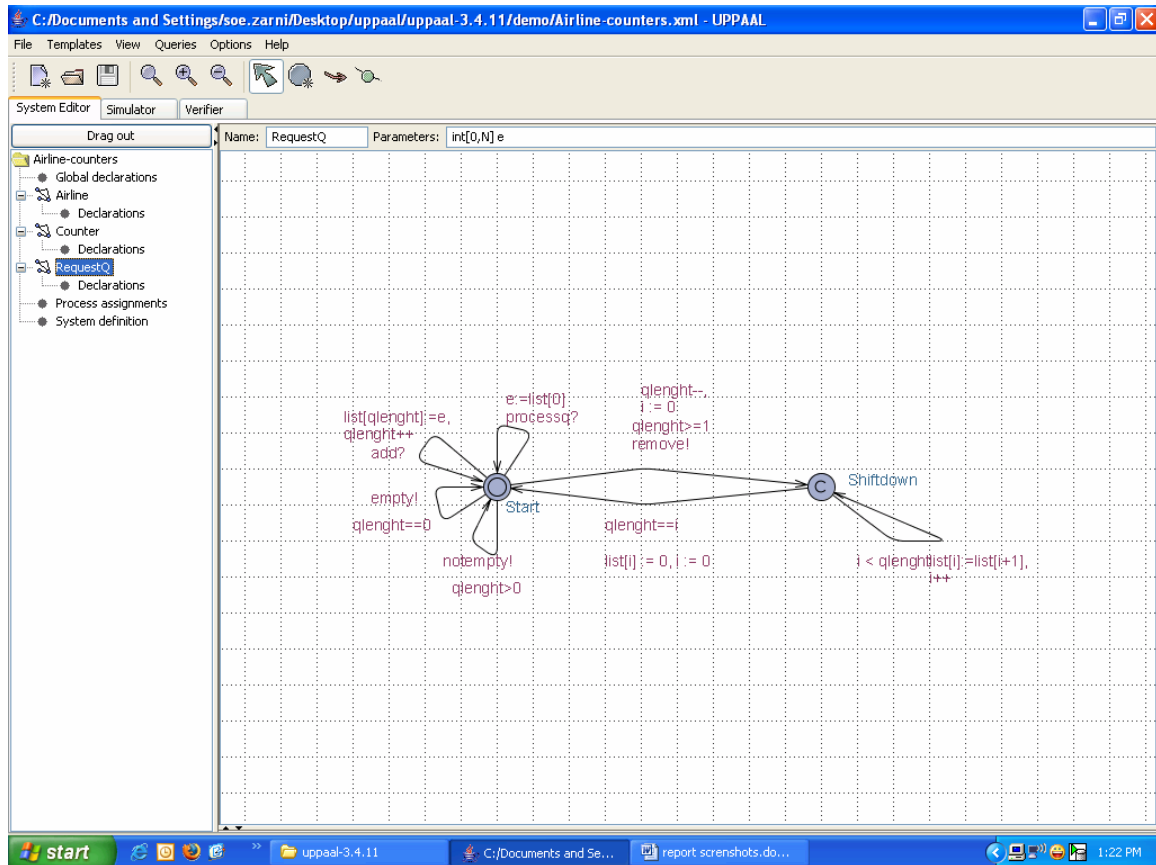 C:/Documents and Settings/soe.zarni/Desktop/uppaal/uppaal-3.4.11/demo/Airline-counters.xml - UPPAAL
File Templates View Queries Options Help
System Editor Simulator Verifier
Drag out
Name: RequestQ Parameters: int[0,N] e
Airline-counters
Global declarations
Airline
Declarations
Counter
Declarations
RequestQ
Declarations
Process assignments
System definition
list[qlenght]:=e,
qlenght++
add?
e:=list[0]
processq?
qlenght--,
i := 0
qlenght>=1
remove!
empty!
qlenght==0
Start
notempty!
qlenght>0
qlenght==i
list[i] := 0, i := 0
C
Shiftdown
i < qlenght
list[i]:=list[i+1],
i++
start
uppaal-3.4.11
C:/Documents and Se...
report screnshots.do...
1:22 PM